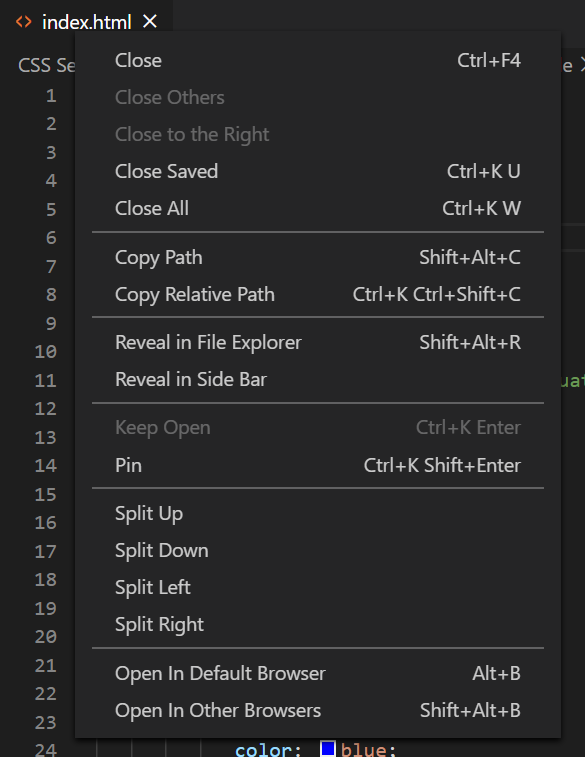 <> index.html ×
CSS Se
e
1
2
3
4
5
6
7
8
9
10
11
12
13
14
15
16
17
18
19
20
21
22
23
24
Close Ctrl+F4
Close Others
Close to the Right
Close Saved Ctrl+K U
Close All Ctrl+K W
Copy Path Shift+Alt+C
Copy Relative Path Ctrl+K Ctrl+Shift+C
Reveal in File Explorer Shift+Alt+R
Reveal in Side Bar
uat
Keep Open Ctrl+K Enter
Pin Ctrl+K Shift+Enter
Split Up
Split Down
Split Left
Split Right
Open In Default Browser Alt+B
Open In Other Browsers Shift+Alt+B
color: blue;